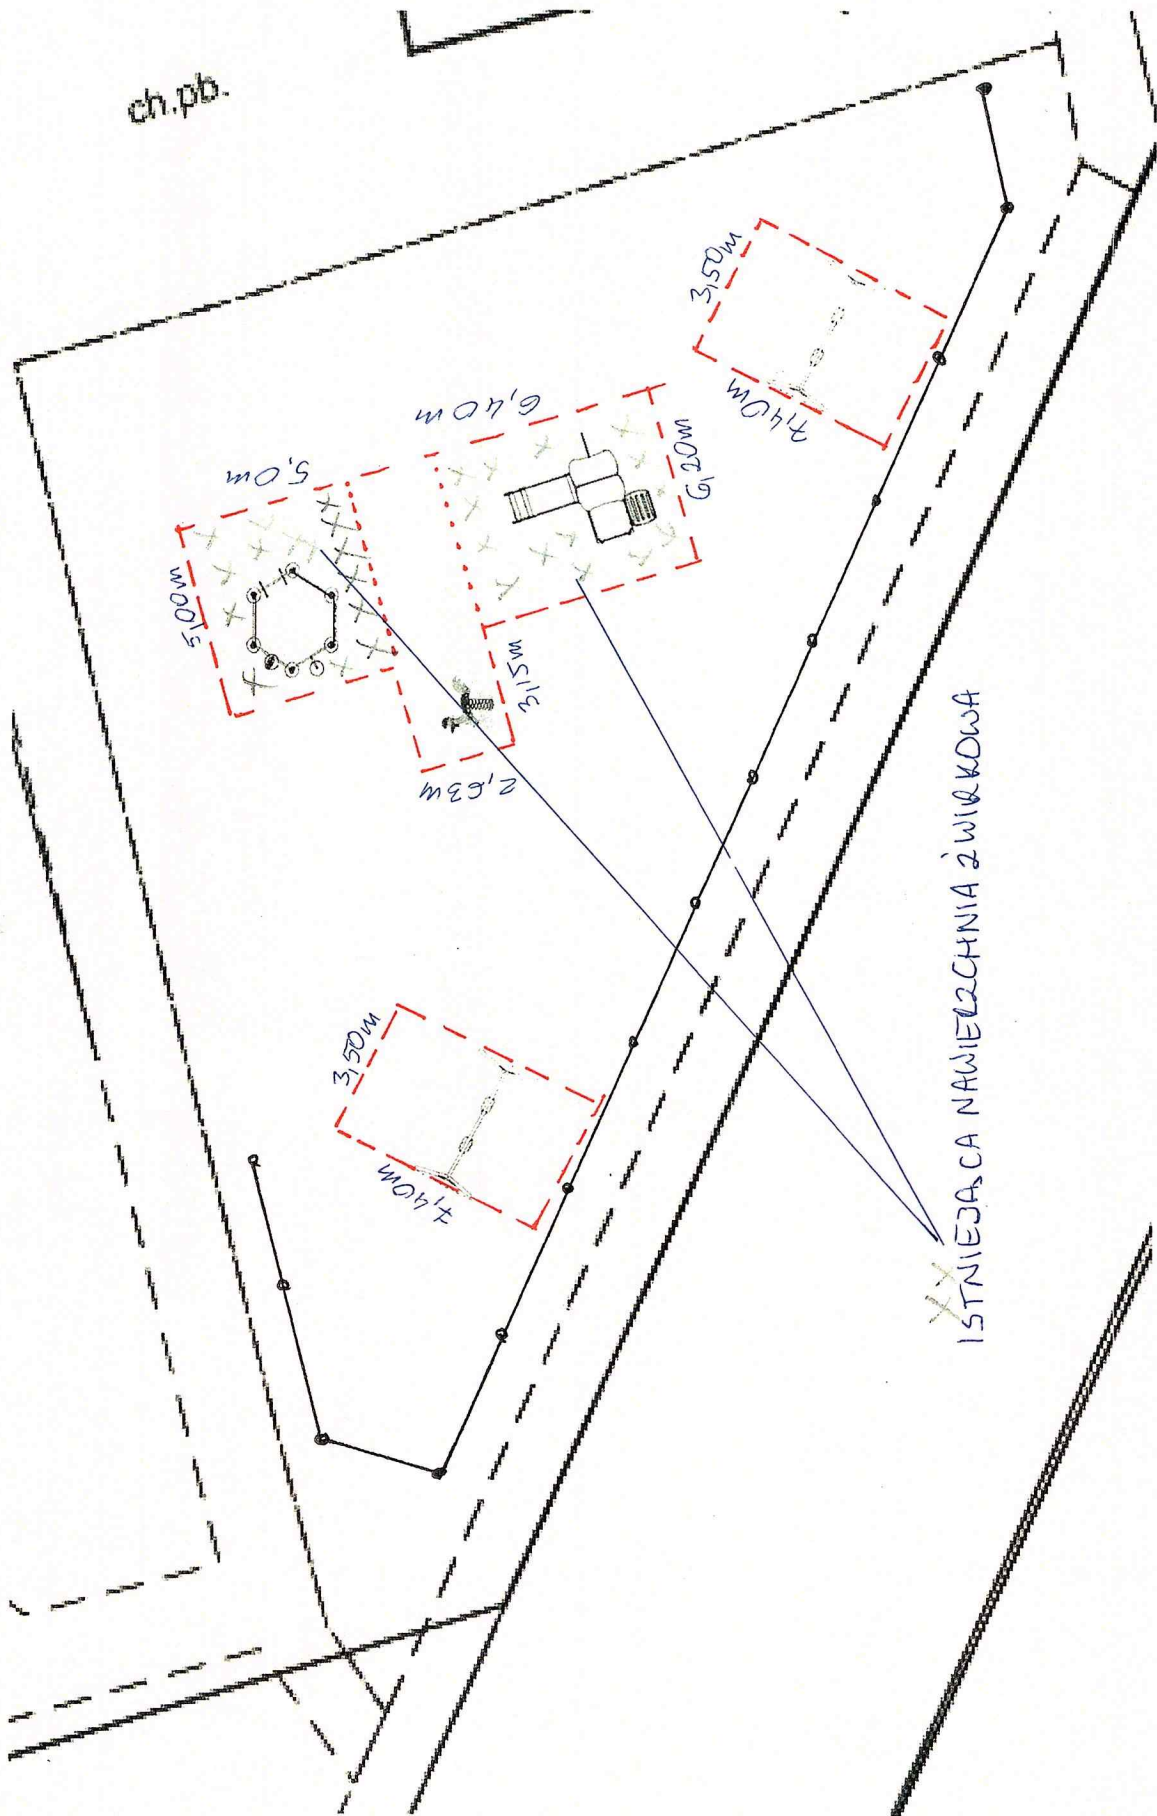 ch.pb.
3,50m
7,40m
6,40m
6,20m
5,0m
5,00m
3,15m
2,63m
3,50m
7,40m
ISTNIEJĄCA NAWIERZCHNIA ŻWIRKOWA